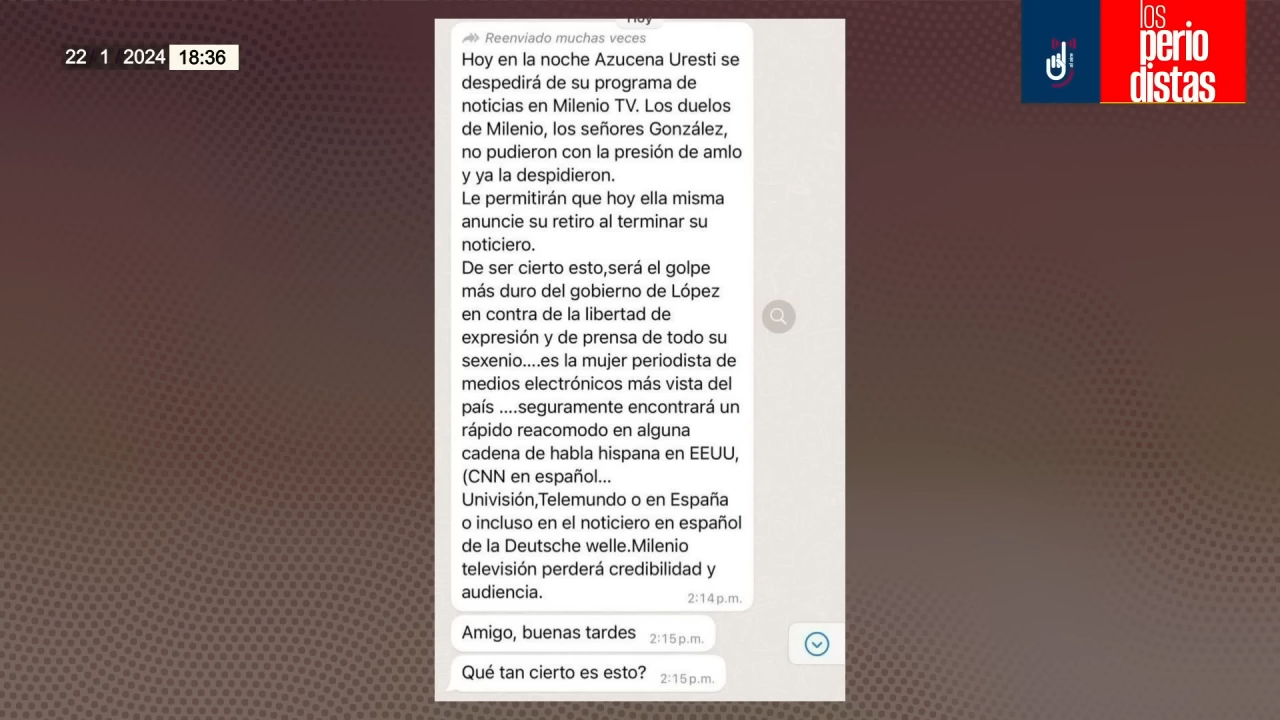 22 1 2024 18:36
los
perio
distas
Hoy
Reenviado muchas veces
Hoy en la noche Azucena Uresti se
despedirá de su programa de
noticias en Milenio TV. Los duelos
de Milenio, los señores González,
no pudieron con la presión de amlo
y ya la despidieron.
Le permitirán que hoy ella misma
anuncie su retiro al terminar su
noticiero.
De ser cierto esto,será el golpe
más duro del gobierno de López
en contra de la libertad de
expresión y de prensa de todo su
sexenio....es la mujer periodista de
medios electrónicos más vista del
país ....seguramente encontrará un
rápido reacomodo en alguna
cadena de habla hispana en EEUU,
(CNN en español...
Univisión,Telemundo o en España
o incluso en el noticiero en español
de la Deutsche welle.Milenio
televisión perderá credibilidad y
audiencia.
2:14 p.m.
Amigo, buenas tardes 2:15 p.m.
Qué tan cierto es esto? 2:15 p.m.